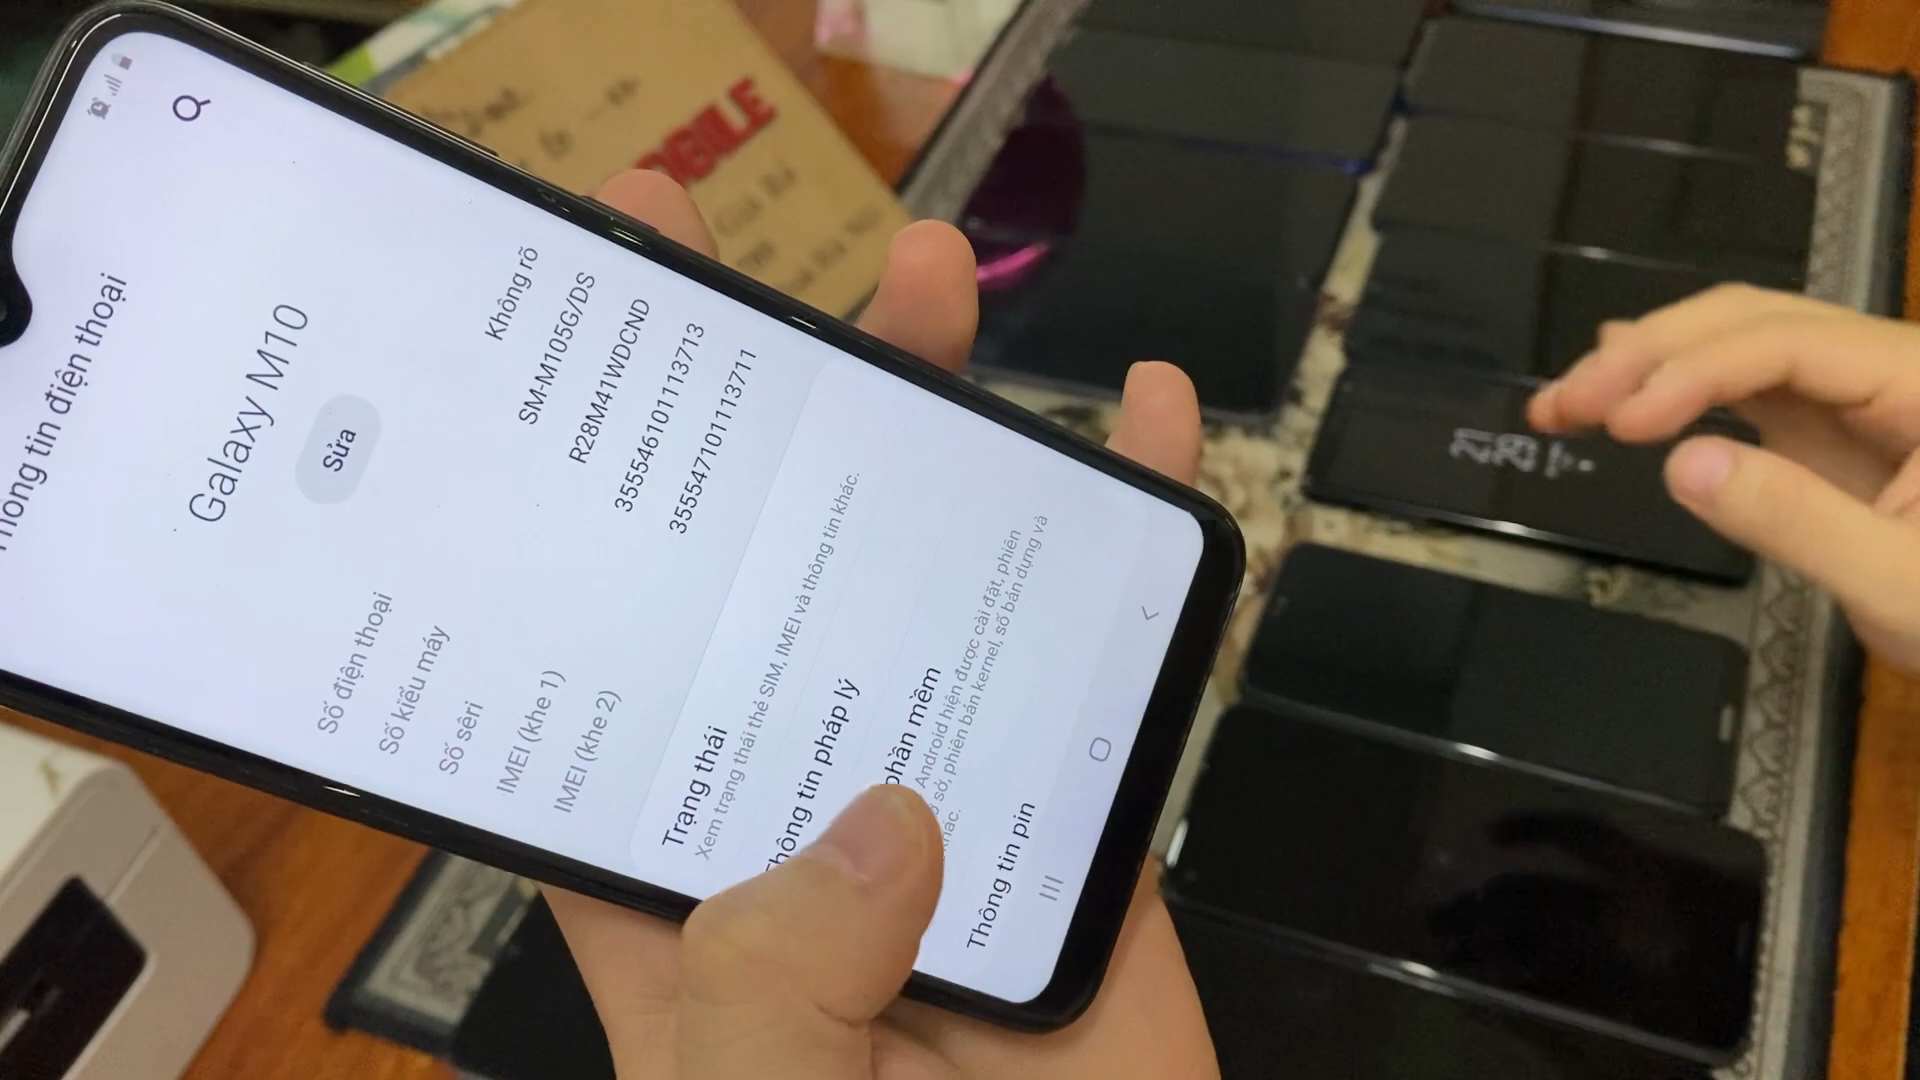 Thông tin điện thoại
Galaxy M10
Sửa
Số điện thoại
Không rõ
Số kiểu máy
SM-M105G/DS
Số sêri
R28M41WDCND
IMEI (khe 1)
355546101113713
IMEI (khe 2)
355547101113711
Trạng thái
Xem trạng thái thẻ SIM, IMEI và thông tin khác.
Thông tin pháp lý
phần mềm
Android hiện được cài đặt, phiên
sở, phiên bản kernel, số bản dựng và
khác.
Thông tin pin